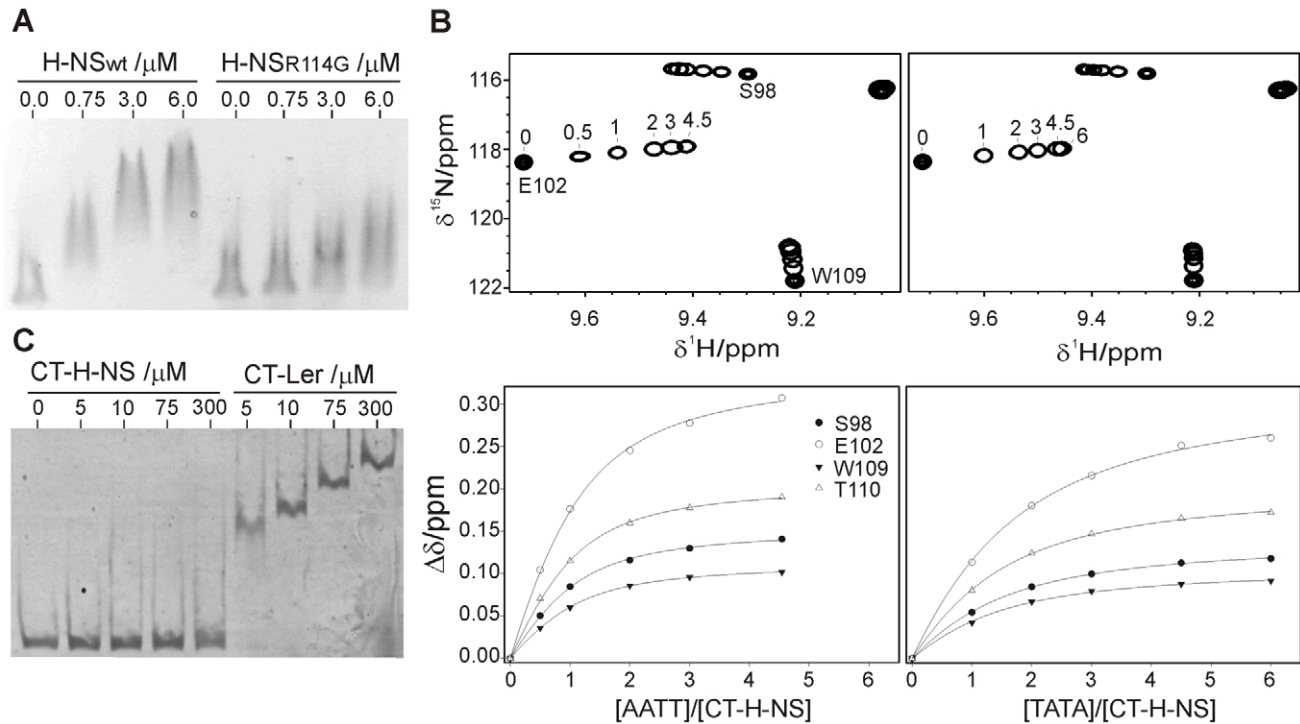 A
H-NSwt /μM H-NSR114G /μM
0.0 0.75 3.0 6.0 0.0 0.75 3.0 6.0
B
116
118
120
122
δ15N/ppm
S98
0 0.5 1 2 3 4.5
E102
W109
9.6 9.4 9.2
δ1H/ppm
0 1 2 3 4.5 6
9.6 9.4 9.2
δ1H/ppm
C
CT-H-NS /μM CT-Ler /μM
0 5 10 75 300 5 10 75 300
0.30
0.25
0.20
0.15
0.10
0.05
0.00
Δδ/ppm
S98
E102
W109
T110
0 1 2 3 4 5 6
[AATT]/[CT-H-NS]
0 1 2 3 4 5 6
[TATA]/[CT-H-NS]